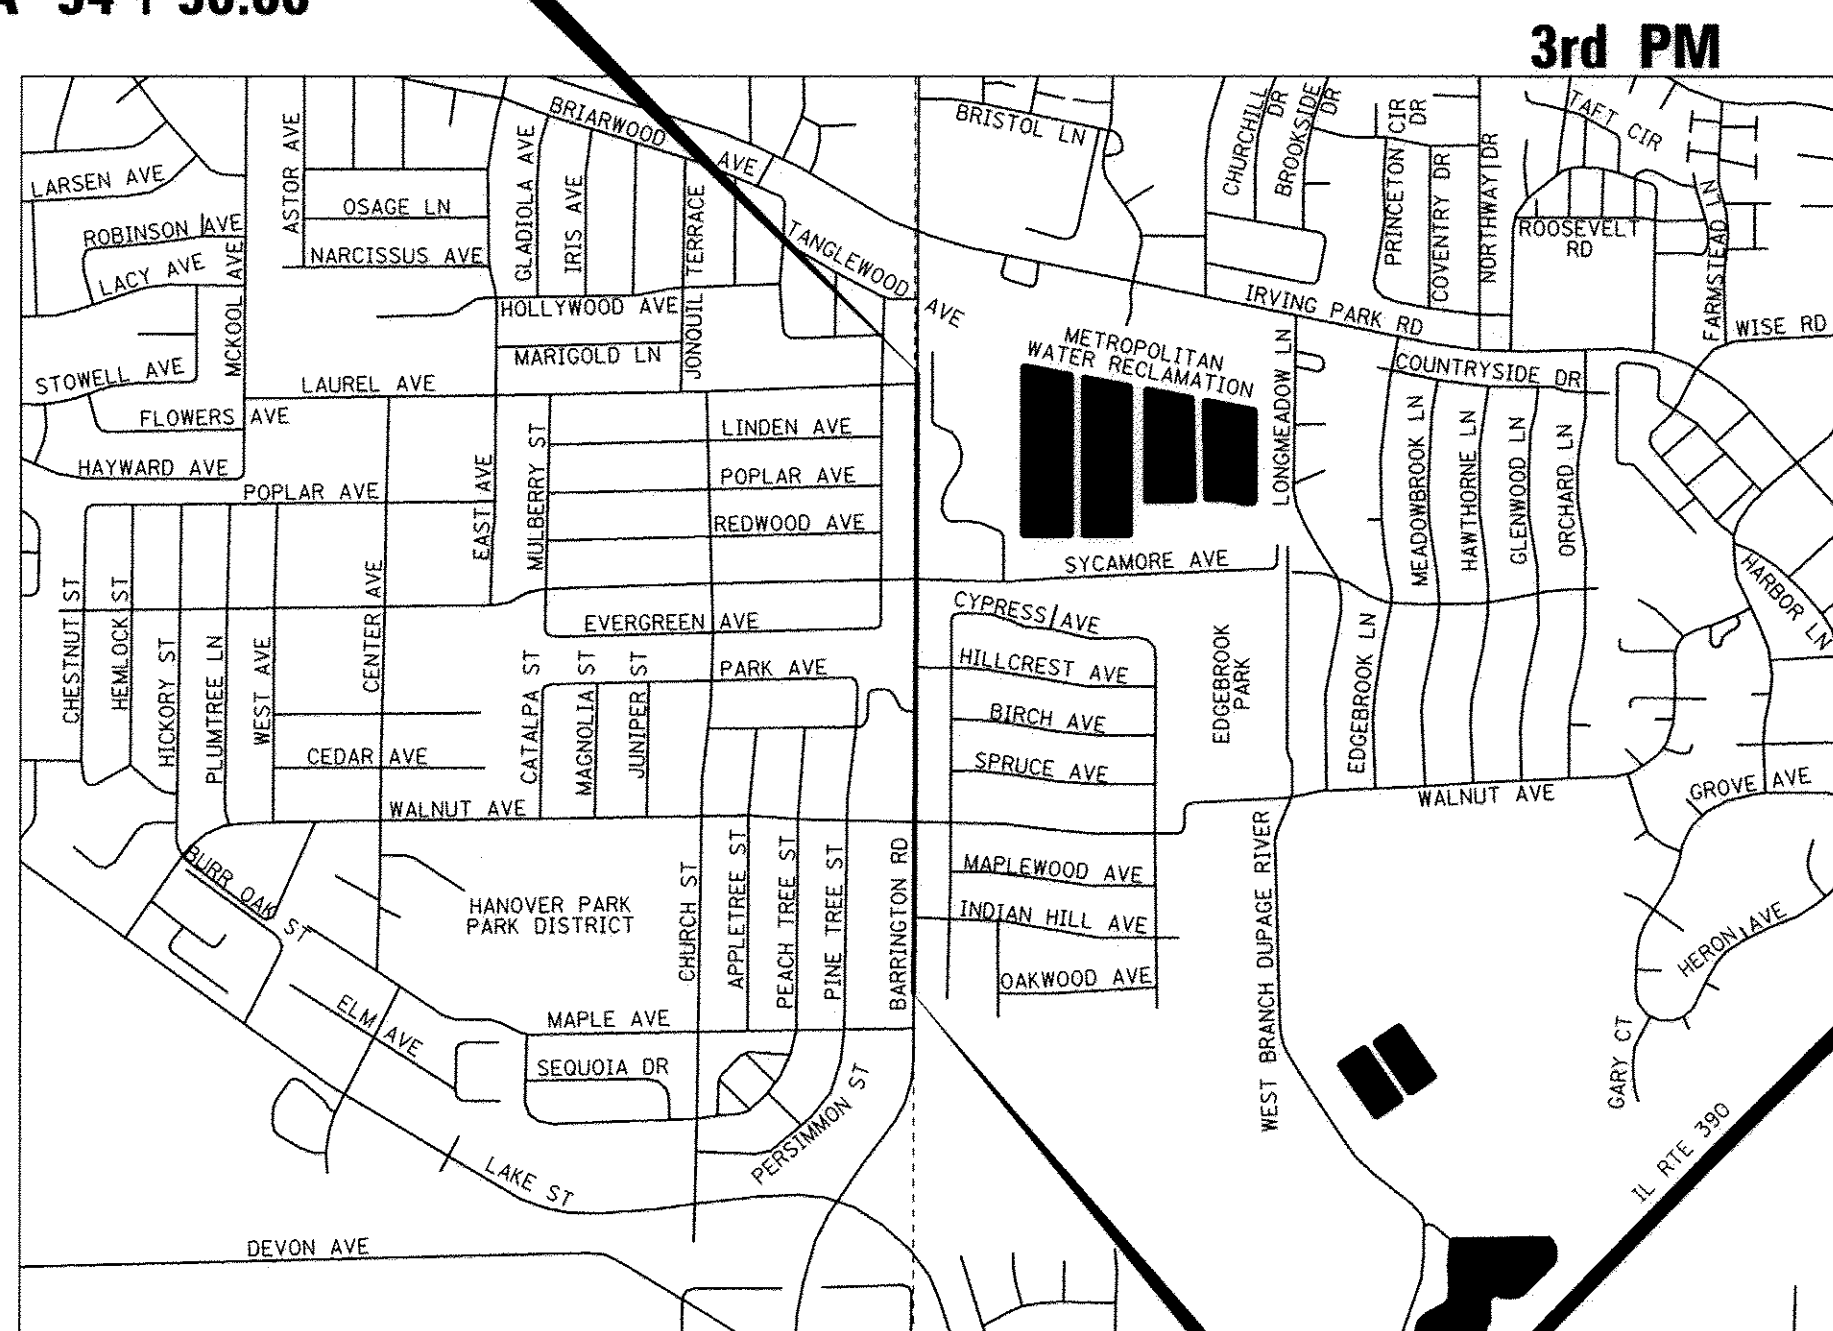 3rd PM
BRIARWOOD AVE
BRISTOL LN
CHURCHILL DR
BROOKSIDE DR
PRINCETON CIR
DR
COVENTRY DR
NORTHWAY DR
TAFT CIR
ROOSEVELT
RD
FARMSTEAD LN
WISE RD
LARSEN AVE
ASTOR AVE
OSAGE LN
NARCISSUS AVE
GLADIOLA AVE
IRIS AVE
JONQUIL TERRACE
TANGLEWOOD AVE
ROBINSON AVE
LACY AVE
MCKOOL AVE
HOLLYWOOD AVE
MARIGOLD LN
IRVING PARK RD
METROPOLITAN
WATER RECLAMATION
LONGMEADOW LN
COUNTRYSIDE DR
STOWELL AVE
LAUREL AVE
FLOWERS AVE
HAYWARD AVE
POPLAR AVE
EAST AVE
MULBERRY ST
LINDEN AVE
POPLAR AVE
REDWOOD AVE
MEADOWBROOK LN
HAWTHORNE LN
GLENWOOD LN
ORCHARD LN
SYCAMORE AVE
HARBOR LN
CHESTNUT ST
HEMLOCK ST
HICKORY ST
PLUMTREE LN
WEST AVE
CENTER AVE
EVERGREEN AVE
CYPRESS AVE
HILLCREST AVE
BIRCH AVE
SPRUCE AVE
EDGEBROOK
PARK
EDGEBROOK LN
CATALPA ST
MAGNOLIA ST
JUNIPER ST
PARK AVE
CEDAR AVE
WALNUT AVE
WALNUT AVE
GROVE AVE
BURR OAK ST
HANOVER PARK
PARK DISTRICT
CHURCH ST
APPLETREE ST
PEACH TREE ST
PINE TREE ST
BARRINGTON RD
MAPLEWOOD AVE
INDIAN HILL AVE
OAKWOOD AVE
WEST BRANCH DUPAGE RIVER
HERON AVE
GARY CT
ELM AVE
MAPLE AVE
SEQUOIA DR
PERSIMMON ST
LAKE ST
DEVON AVE
IL RTE 390